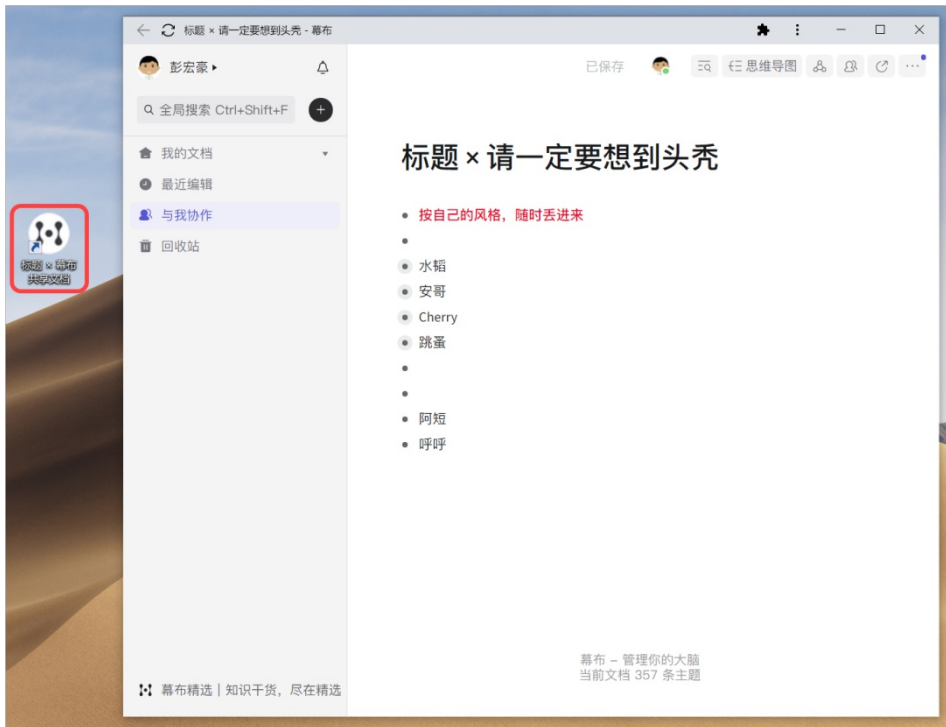 标题 × 请一定要想到头秃 - 幕布
彭宏豪
已保存
思维导图
全局搜索 Ctrl+Shift+F
我的文档
最近编辑
与我协作
回收站
标题 × 幕布
共享文档
标题 × 请一定要想到头秃
按自己的风格，随时丢进来
水韬
安哥
Cherry
跳蚤
阿短
呼呼
幕布 – 管理你的大脑
当前文档 357 条主题
幕布精选 | 知识干货，尽在精选